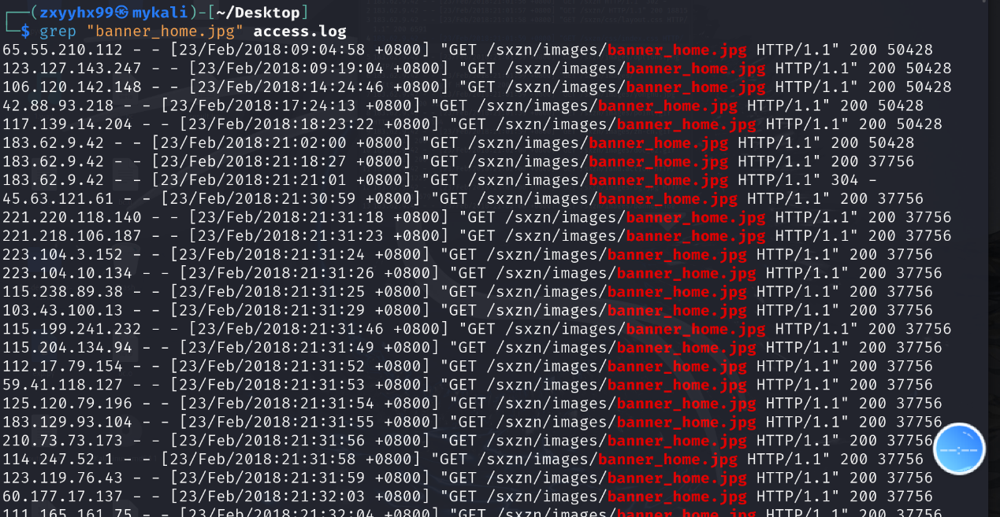 ┌──(zxyyhx99㉿mykali)-[~/Desktop]
└─$ grep "banner_home.jpg" access.log
65.55.210.112 - - [23/Feb/2018:09:04:58 +0800] "GET /sxzn/images/banner_home.jpg HTTP/1.1" 200 50428
123.127.143.247 - - [23/Feb/2018:09:19:04 +0800] "GET /sxzn/images/banner_home.jpg HTTP/1.1" 200 50428
106.120.142.148 - - [23/Feb/2018:14:24:46 +0800] "GET /sxzn/images/banner_home.jpg HTTP/1.1" 200 50428
42.88.93.218 - - [23/Feb/2018:17:24:13 +0800] "GET /sxzn/images/banner_home.jpg HTTP/1.1" 200 50428
117.139.14.204 - - [23/Feb/2018:18:23:22 +0800] "GET /sxzn/images/banner_home.jpg HTTP/1.1" 200 50428
183.62.9.42 - - [23/Feb/2018:21:02:00 +0800] "GET /sxzn/images/banner_home.jpg HTTP/1.1" 200 50428
183.62.9.42 - - [23/Feb/2018:21:18:27 +0800] "GET /sxzn/images/banner_home.jpg HTTP/1.1" 200 37756
183.62.9.42 - - [23/Feb/2018:21:21:01 +0800] "GET /sxzn/images/banner_home.jpg HTTP/1.1" 304 -
45.63.121.61 - - [23/Feb/2018:21:30:59 +0800] "GET /sxzn/images/banner_home.jpg HTTP/1.1" 200 37756
221.220.118.140 - - [23/Feb/2018:21:31:18 +0800] "GET /sxzn/images/banner_home.jpg HTTP/1.1" 200 37756
221.218.106.187 - - [23/Feb/2018:21:31:23 +0800] "GET /sxzn/images/banner_home.jpg HTTP/1.1" 200 37756
223.104.3.152 - - [23/Feb/2018:21:31:24 +0800] "GET /sxzn/images/banner_home.jpg HTTP/1.1" 200 37756
223.104.10.134 - - [23/Feb/2018:21:31:26 +0800] "GET /sxzn/images/banner_home.jpg HTTP/1.1" 200 37756
115.238.89.38 - - [23/Feb/2018:21:31:25 +0800] "GET /sxzn/images/banner_home.jpg HTTP/1.1" 200 37756
103.43.100.13 - - [23/Feb/2018:21:31:29 +0800] "GET /sxzn/images/banner_home.jpg HTTP/1.1" 200 37756
115.199.241.232 - - [23/Feb/2018:21:31:46 +0800] "GET /sxzn/images/banner_home.jpg HTTP/1.1" 200 37756
115.204.134.94 - - [23/Feb/2018:21:31:49 +0800] "GET /sxzn/images/banner_home.jpg HTTP/1.1" 200 37756
112.17.79.154 - - [23/Feb/2018:21:31:52 +0800] "GET /sxzn/images/banner_home.jpg HTTP/1.1" 200 37756
59.41.118.127 - - [23/Feb/2018:21:31:53 +0800] "GET /sxzn/images/banner_home.jpg HTTP/1.1" 200 37756
125.120.79.196 - - [23/Feb/2018:21:31:54 +0800] "GET /sxzn/images/banner_home.jpg HTTP/1.1" 200 37756
183.129.93.104 - - [23/Feb/2018:21:31:55 +0800] "GET /sxzn/images/banner_home.jpg HTTP/1.1" 200 37756
210.73.73.173 - - [23/Feb/2018:21:31:56 +0800] "GET /sxzn/images/banner_home.jpg HTTP/1.1" 200 37756
114.247.52.1 - - [23/Feb/2018:21:31:58 +0800] "GET /sxzn/images/banner_home.jpg HTTP/1.1" 200 37756
123.119.76.43 - - [23/Feb/2018:21:31:59 +0800] "GET /sxzn/images/banner_home.jpg HTTP/1.1" 200 37756
60.177.17.137 - - [23/Feb/2018:21:32:03 +0800] "GET /sxzn/images/banner_home.jpg HTTP/1.1" 200 37756
111.165.161.75 - - [23/Feb/2018:21:32:04 +0800] "GET /sxzn/images/banner_home.jpg HTTP/1.1" 200 37756
--:--